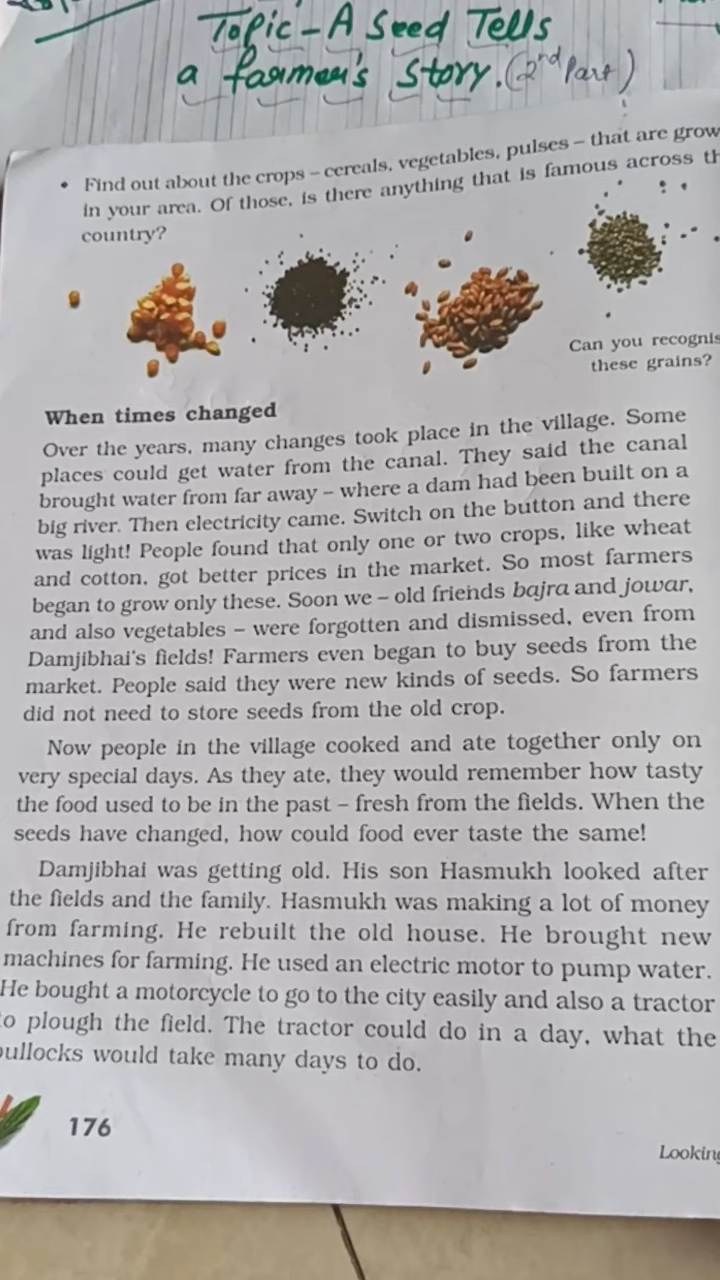 Topic - A Seed Tells
a farmer's Story. (2nd Part)
• Find out about the crops – cereals, vegetables, pulses – that are grow
in your area. Of those, is there anything that is famous across th
country?
Can you recognis
these grains?
When times changed
Over the years, many changes took place in the village. Some
places could get water from the canal. They said the canal
brought water from far away – where a dam had been built on a
big river. Then electricity came. Switch on the button and there
was light! People found that only one or two crops, like wheat
and cotton, got better prices in the market. So most farmers
began to grow only these. Soon we – old friends bajra and jowar,
and also vegetables – were forgotten and dismissed, even from
Damjibhai's fields! Farmers even began to buy seeds from the
market. People said they were new kinds of seeds. So farmers
did not need to store seeds from the old crop.
Now people in the village cooked and ate together only on
very special days. As they ate, they would remember how tasty
the food used to be in the past – fresh from the fields. When the
seeds have changed, how could food ever taste the same!
Damjibhai was getting old. His son Hasmukh looked after
the fields and the family. Hasmukh was making a lot of money
from farming. He rebuilt the old house. He brought new
machines for farming. He used an electric motor to pump water.
He bought a motorcycle to go to the city easily and also a tractor
to plough the field. The tractor could do in a day, what the
bullocks would take many days to do.
176
Looking